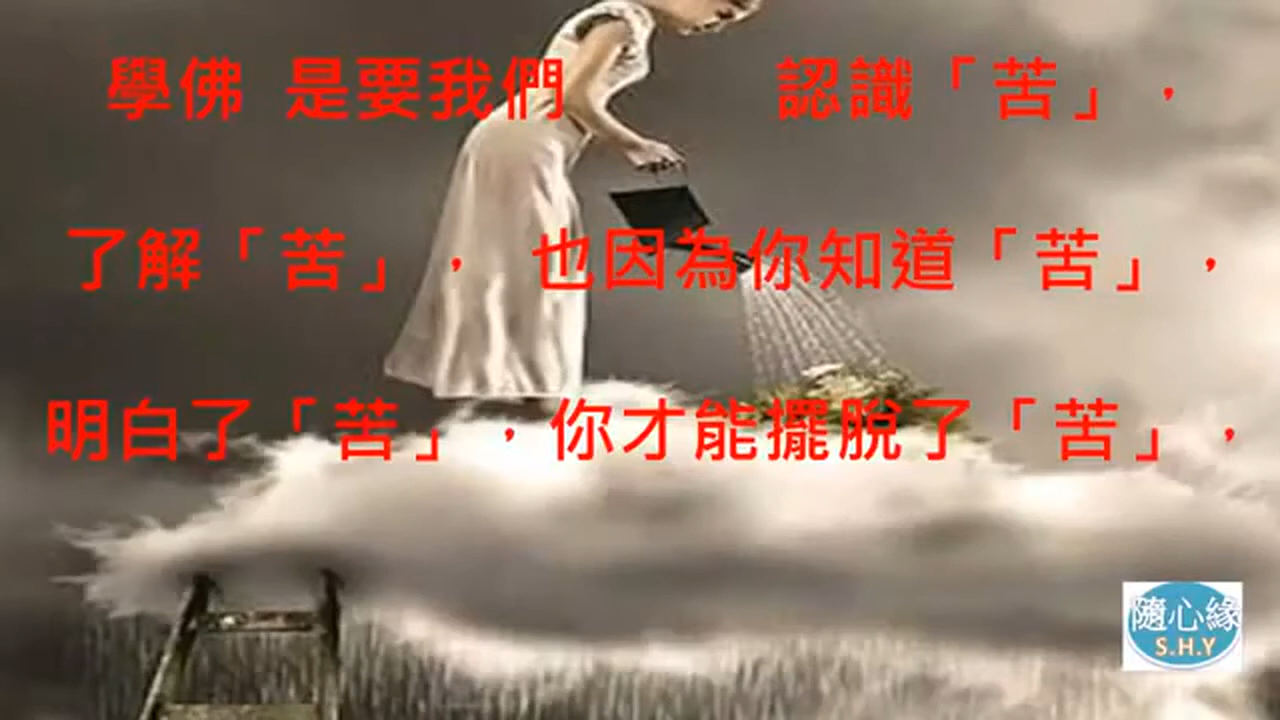 學佛 是要我們 認識「苦」，
了解「苦」， 也因為你知道「苦」，
明白了「苦」，你才能擺脫了「苦」，
隨心緣
S.H.Y